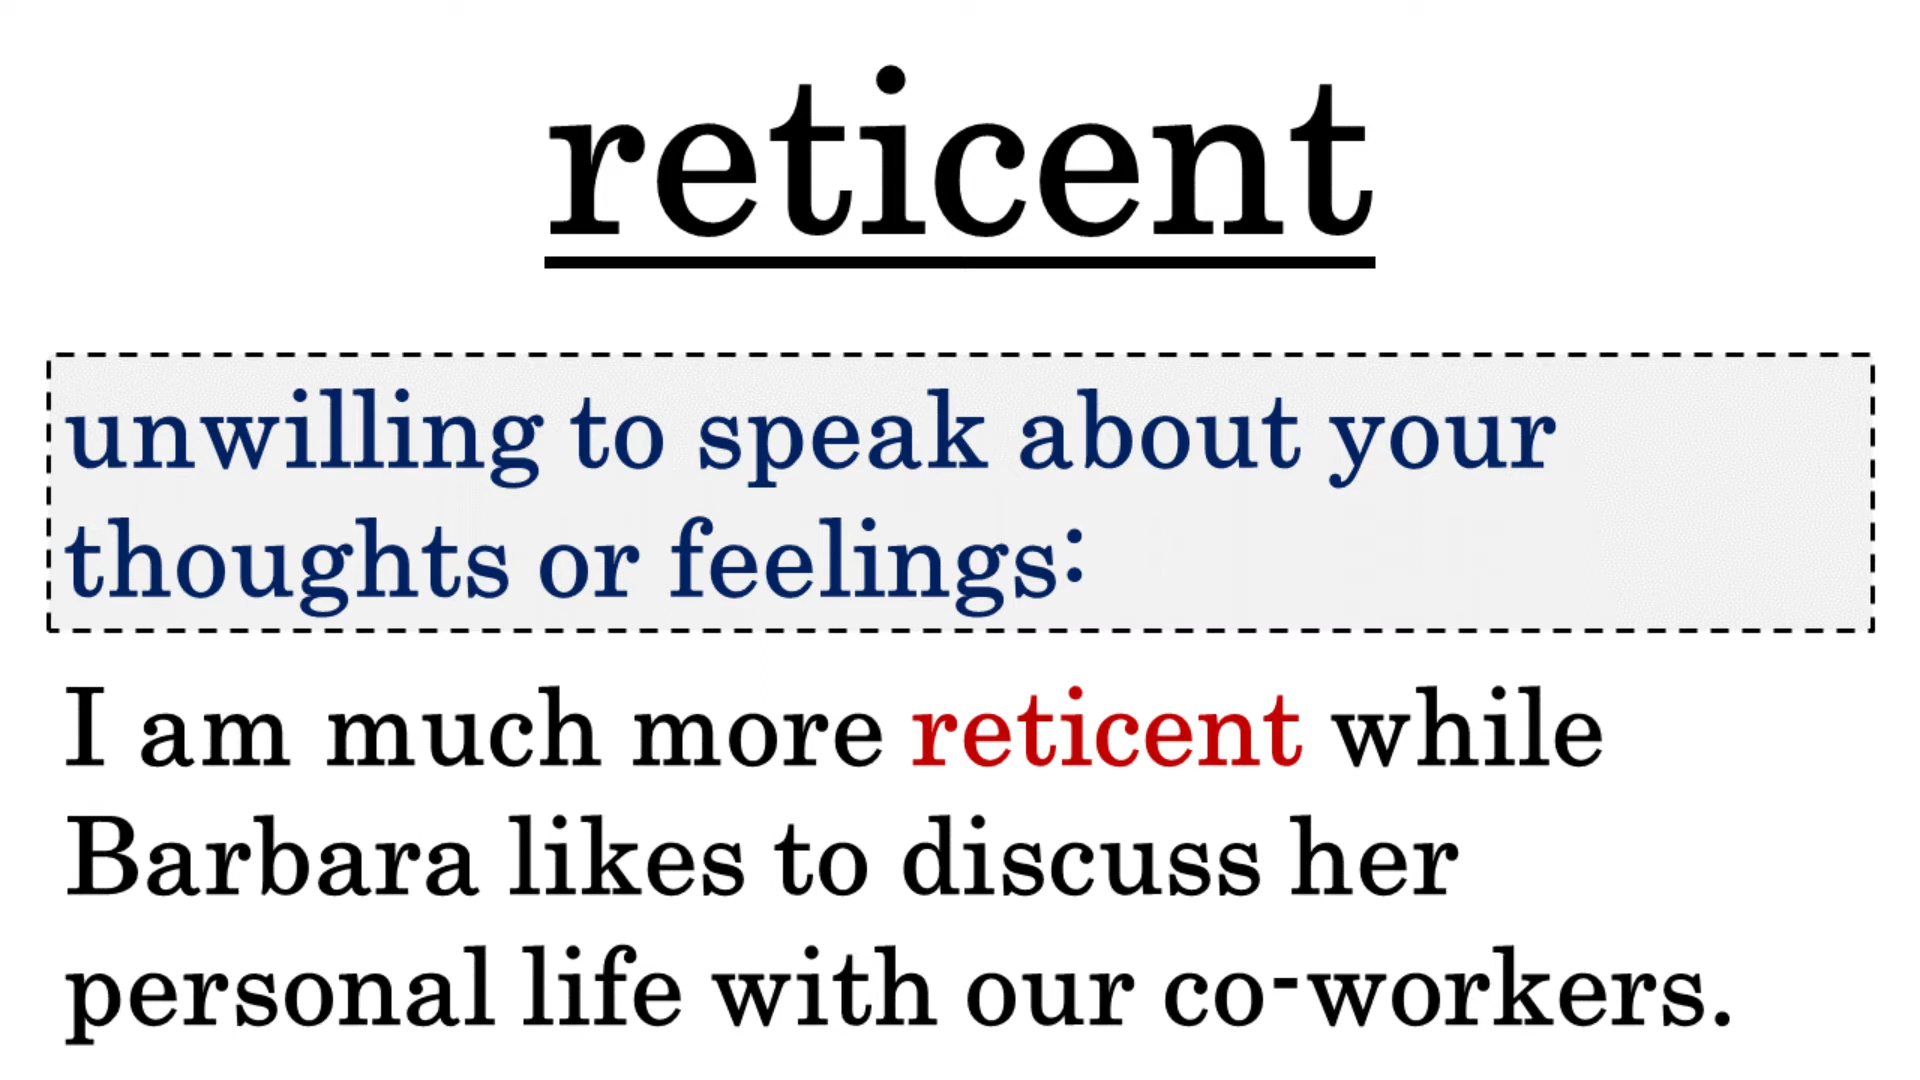 reticent
unwilling to speak about your
thoughts or feelings:
I am much more reticent while
Barbara likes to discuss her
personal life with our co-workers.